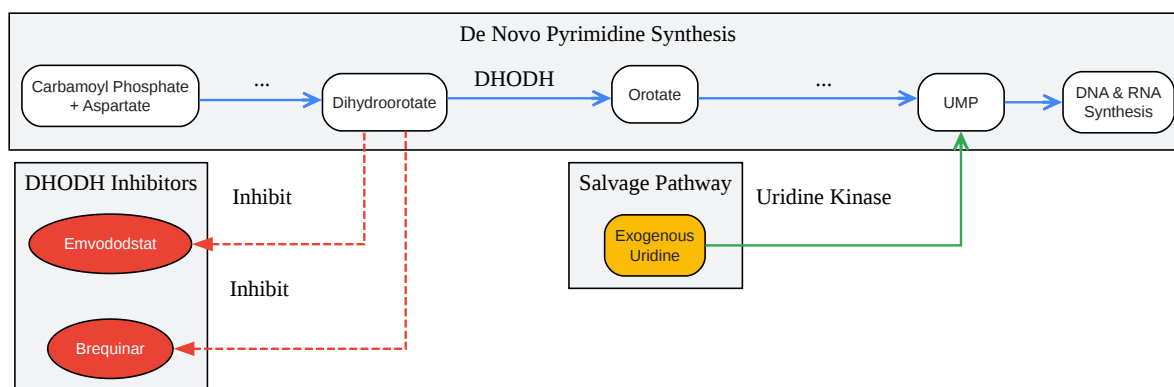 De Novo Pyrimidine Synthesis
Carbamoyl Phosphate
+ Aspartate
...
Dihydroorotate
DHODH
Orotate
...
UMP
DNA & RNA
Synthesis
DHODH Inhibitors
Inhibit
Emvododstat
Inhibit
Brequinar
Salvage Pathway
Uridine Kinase
Exogenous
Uridine